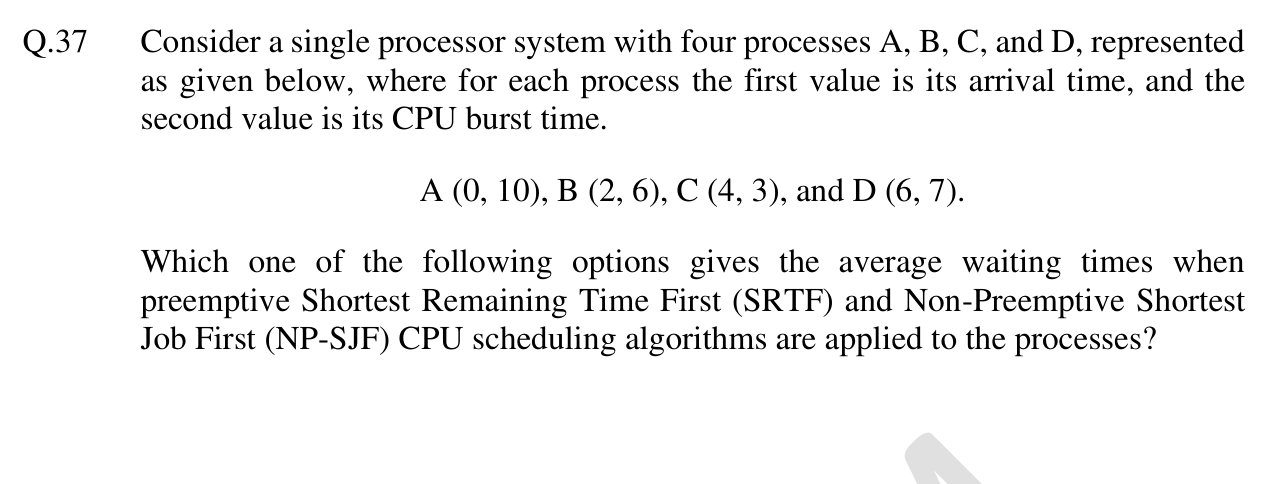 Q.37 Consider a single processor system with four processes A, B, C, and D, represented
as given below, where for each process the first value is its arrival time, and the
second value is its CPU burst time.
A (0, 10), B (2, 6), C (4, 3), and D (6, 7).
Which one of the following options gives the average waiting times when
preemptive Shortest Remaining Time First (SRTF) and Non-Preemptive Shortest
Job First (NP-SJF) CPU scheduling algorithms are applied to the processes?